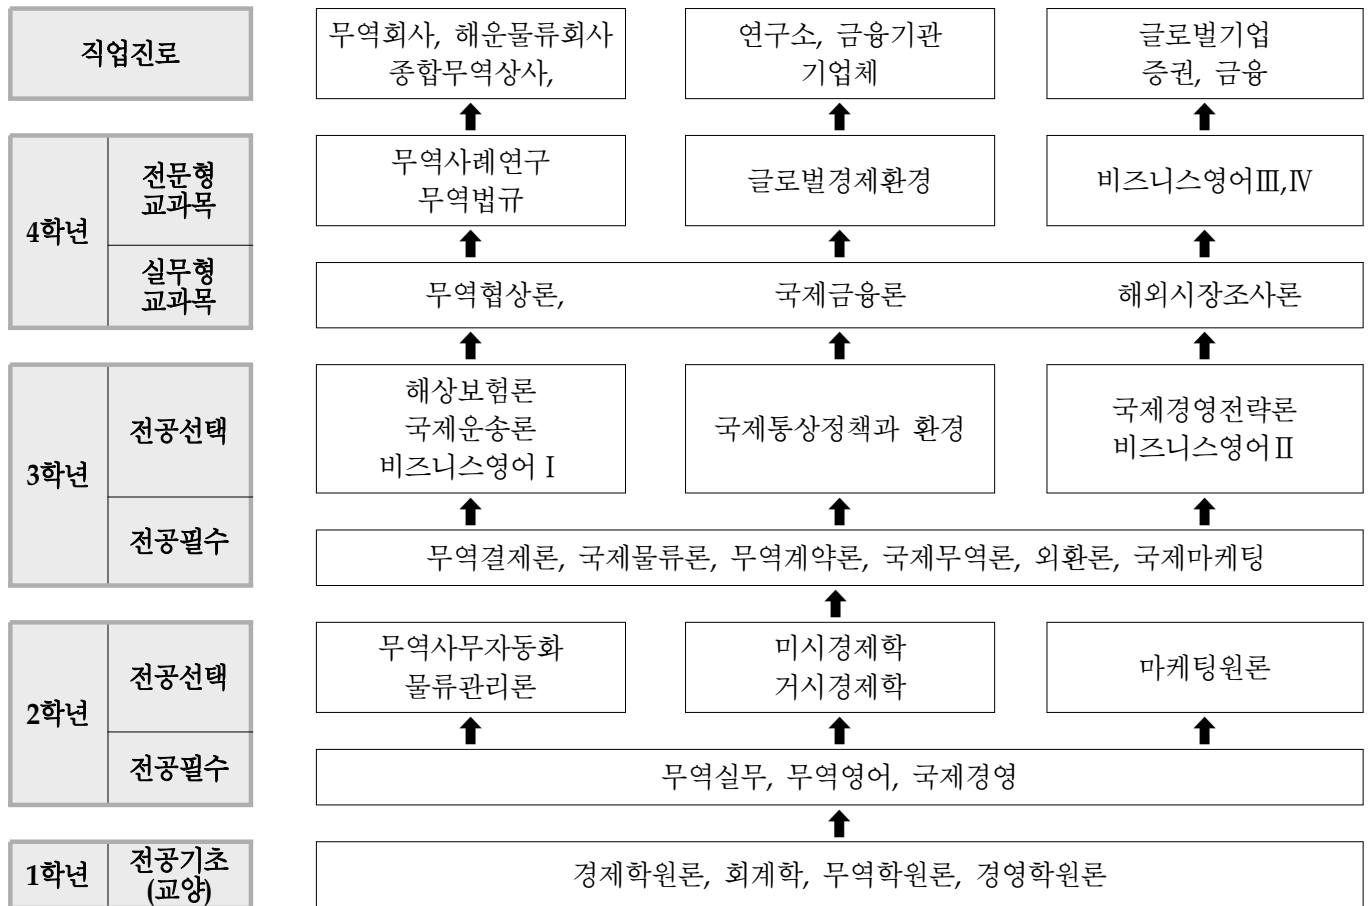 직업진로
무역회사, 해운물류회사
종합무역상사,
연구소, 금융기관
기업체
글로벌기업
증권, 금융
4학년
전문형
교과목
무역사례연구
무역법규
글로벌경제환경
비즈니스영어Ⅲ,Ⅳ
실무형
교과목
무역협상론,
국제금융론
해외시장조사론
3학년
전공선택
해상보험론
국제운송론
비즈니스영어Ⅰ
국제통상정책과 환경
국제경영전략론
비즈니스영어Ⅱ
전공필수
무역결제론, 국제물류론, 무역계약론, 국제무역론, 외환론, 국제마케팅
2학년
전공선택
무역사무자동화
물류관리론
미시경제학
거시경제학
마케팅원론
전공필수
무역실무, 무역영어, 국제경영
1학년
전공기초
(교양)
경제학원론, 회계학, 무역학원론, 경영학원론